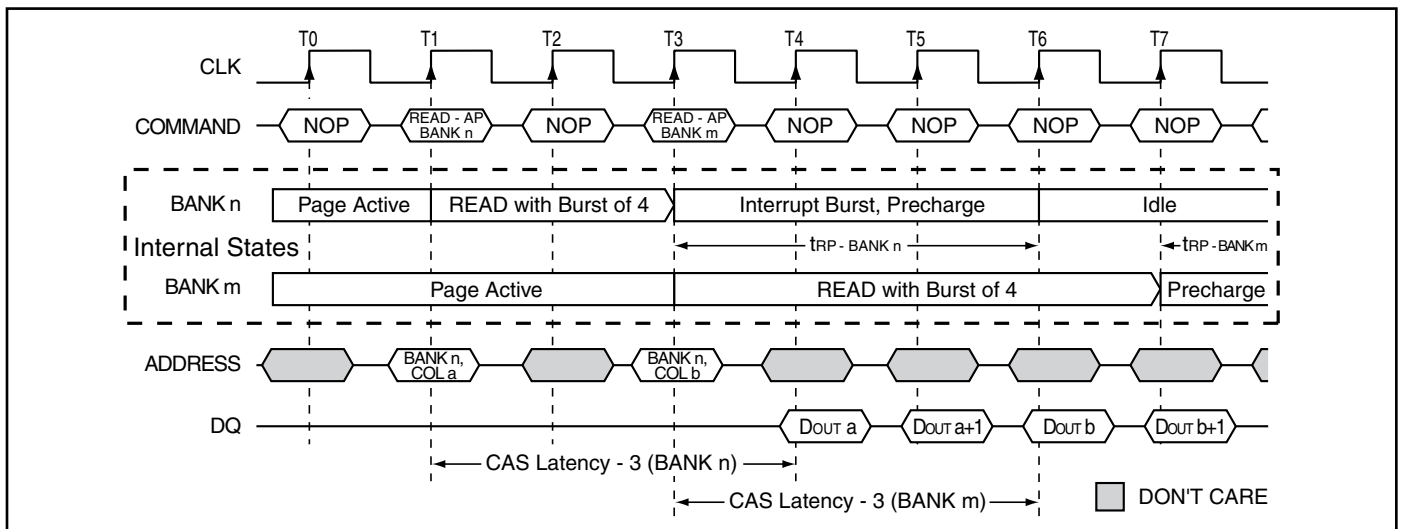 T0 T1 T2 T3 T4 T5 T6 T7
CLK
COMMAND NOP READ - AP BANK n NOP READ - AP BANK m NOP NOP NOP NOP
BANK n Page Active READ with Burst of 4 Interrupt Burst, Precharge Idle
Internal States tRP - BANK n tRP - BANK m
BANK m Page Active READ with Burst of 4 Precharge
ADDRESS BANK n, COL a BANK n, COL b
DQ DOUT a DOUT a+1 DOUT b DOUT b+1
CAS Latency - 3 (BANK n)
CAS Latency - 3 (BANK m) DON'T CARE